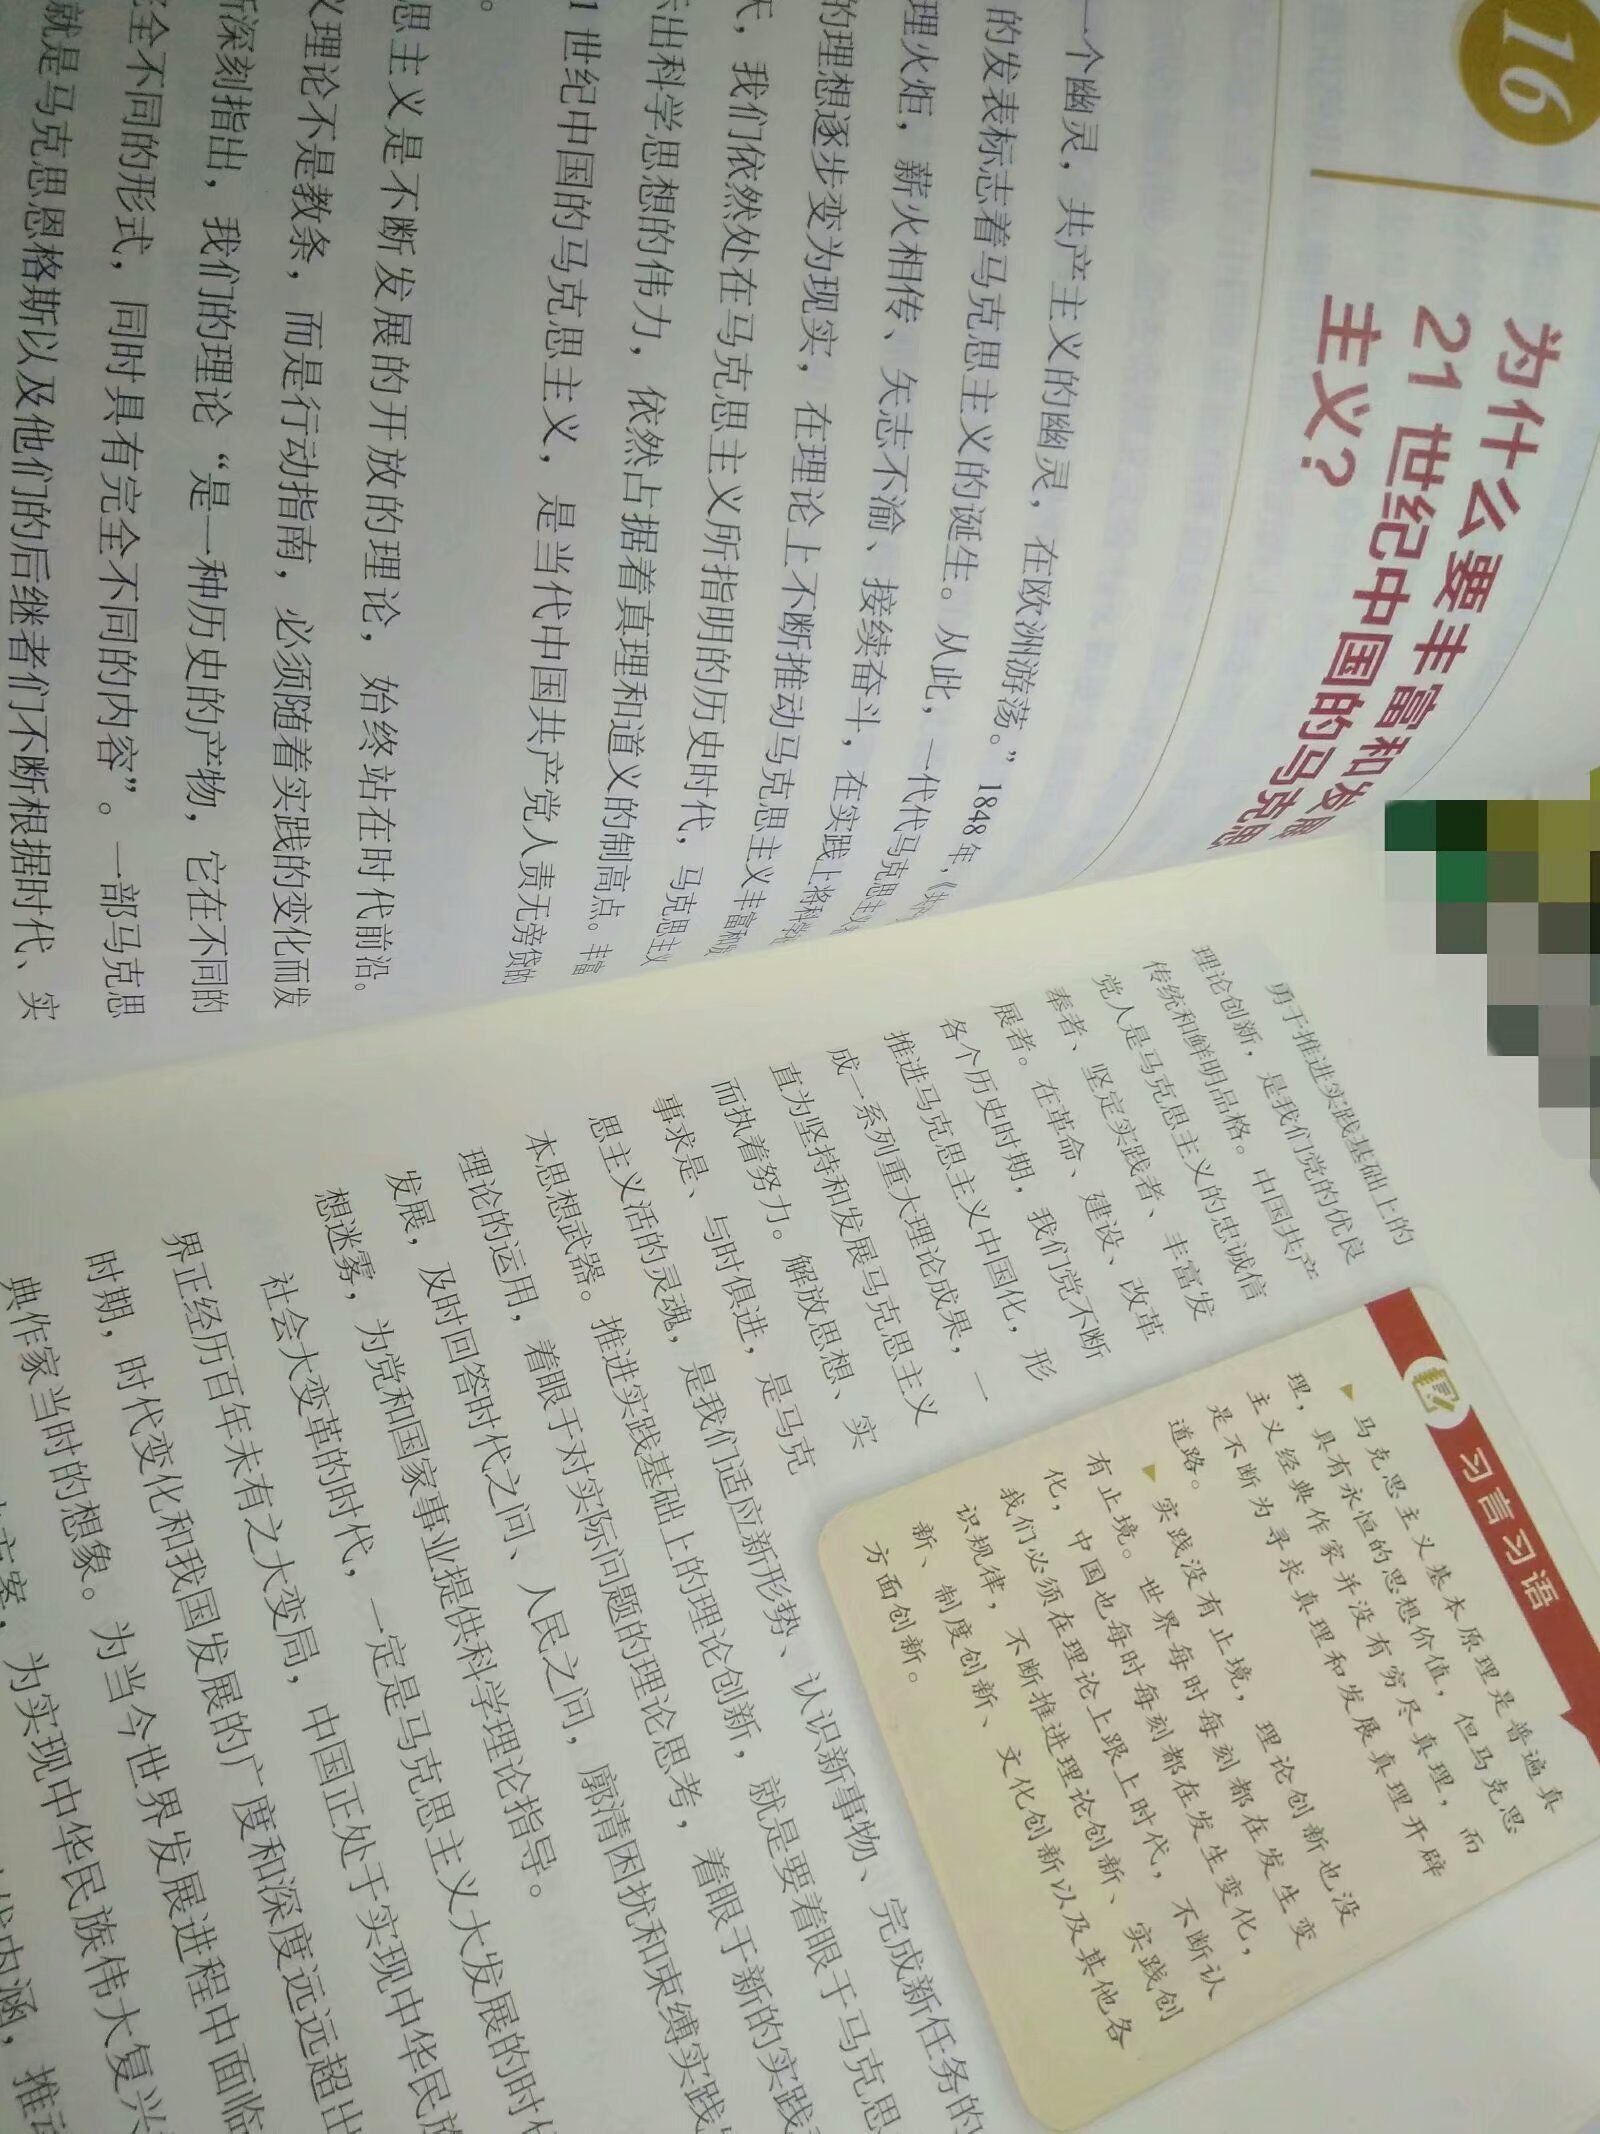 16
为什么要丰富和发展
21世纪中国的马克思
主义？
一个幽灵，共产主义的幽灵，在欧洲游荡。”1848年，《共
的发表标志着马克思主义的诞生。从此，一代代马克思主义
理火炬，薪火相传、矢志不渝、接续奋斗，在实践上将科学
的理想逐步变为现实，在理论上不断推动马克思主义丰富和发
天，我们依然处在马克思主义所指明的历史时代，马克思主义
出科学思想的伟力，依然占据着真理和道义的制高点。丰富
1世纪中国的马克思主义，是当代中国共产党人责无旁贷的
。
思主义是不断发展的开放的理论，始终站在时代前沿。
义理论不是教条，而是行动指南，必须随着实践的变化而发
深刻指出，我们的理论“是一种历史的产物，它在不同的
全不同的形式，同时具有完全不同的内容”。一部马克思
就是马克思恩格斯以及他们的后继者们不断根据时代、实
勇于推进实践基础上的
理论创新，是我们党的优良
传统和鲜明品格。中国共产
党人是马克思主义的忠诚信
奉者、坚定实践者、丰富发
展者。在革命、建设、改革
各个历史时期，我们党不断
推进马克思主义中国化，形
成一系列重大理论成果，一
直为坚持和发展马克思主义
而执着努力。解放思想、实
事求是、与时俱进，是马克
思主义活的灵魂，是我们适应新形势、认识新事物、完成新任务的
本思想武器。推进实践基础上的理论创新，就是要着眼于马克思
理论的运用，着眼于对实际问题的理论思考，着眼于新的实践
发展，及时回答时代之问、人民之问，廓清困扰和束缚实践
想迷雾，为党和国家事业提供科学理论指导。
社会大变革的时代，一定是马克思主义大发展的时
界正经历百年未有之大变局，中国正处于实现中华民族
时期，时代变化和我国发展的广度和深度远远超出
典作家当时的想象。为当今世界发展进程中面临
方案，为实现中华民族伟大复兴
内涵，推
习言习语
▶ 马克思主义基本原理是普遍真
理，具有永恒的思想价值，但马克思
主义经典作家并没有穷尽真理，而
是不断为寻求真理和发展真理开辟
道路。
▶ 实践没有止境，理论创新也没
有止境。世界每时每刻都在发生变
化，中国也每时每刻都在发生变化，
我们必须在理论上跟上时代，不断认
识规律，不断推进理论创新、实践创
新、制度创新、文化创新以及其他各
方面创新。